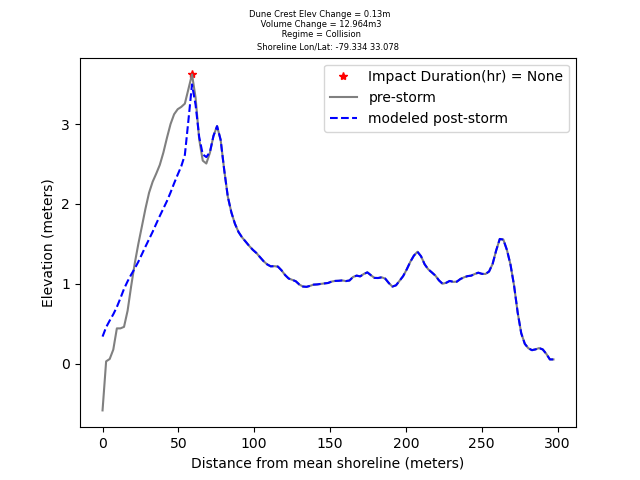 Dune Crest Elev Change = 0.13m
Volume Change = 12.964m3
Regime = Collision
Shoreline Lon/Lat: -79.334 33.078
Impact Duration(hr) = None
pre-storm
modeled post-storm
Elevation (meters)
3
2
1
0
0 50 100 150 200 250 300
Distance from mean shoreline (meters)